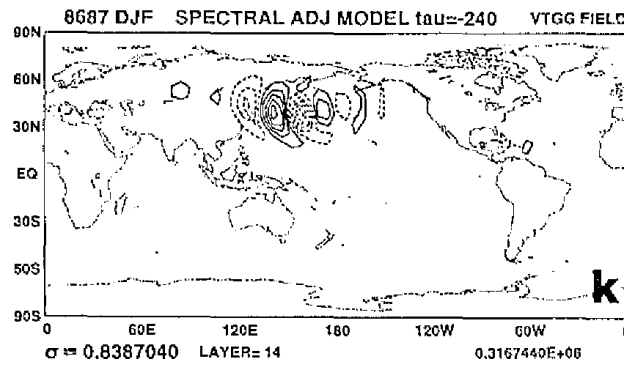 8687 DJF SPECTRAL ADJ MODEL tau=-240 VTGG FIELD
90N
60N
30N
EQ
30S
50S
90S
0 60E 120E 180 120W 60W
k
σ = 0.8387040 LAYER= 14 0.3167440E+06